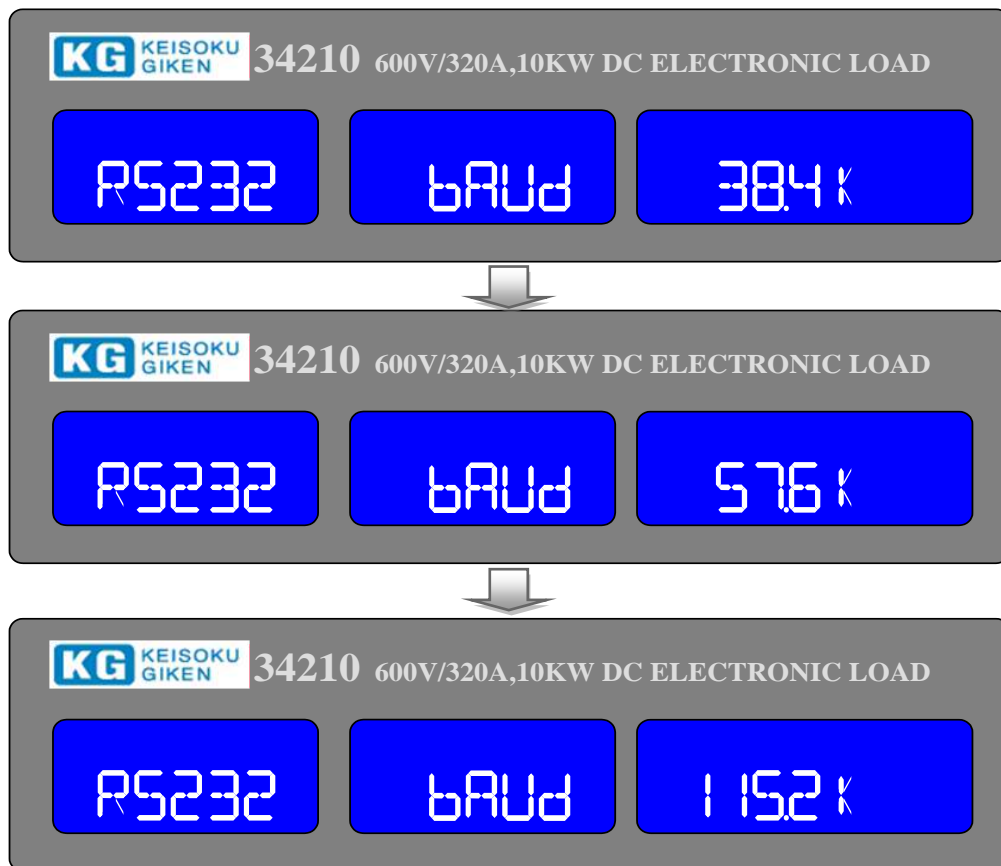 KG KEISOKU GIKEN 34210 600V/320A,10KW DC ELECTRONIC LOAD
RS232 bAUd 38.4 K
KG KEISOKU GIKEN 34210 600V/320A,10KW DC ELECTRONIC LOAD
RS232 bAUd 57.6 K
KG KEISOKU GIKEN 34210 600V/320A,10KW DC ELECTRONIC LOAD
RS232 bAUd 115.2 K